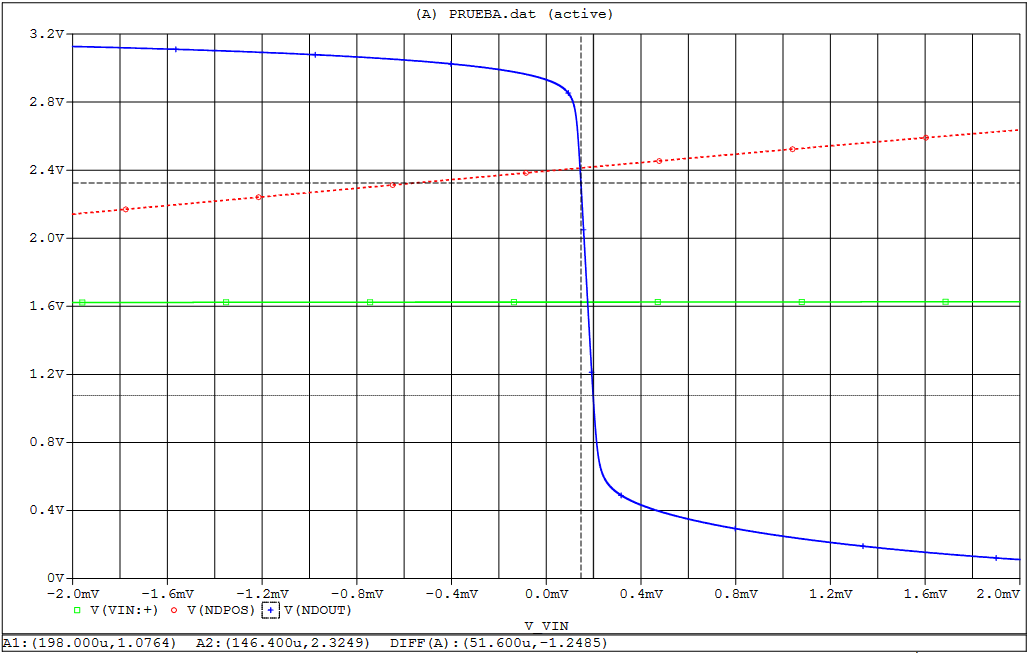 (A) PRUEBA.dat (active)
3.2V
2.8V
2.4V
2.0V
1.6V
1.2V
0.8V
0.4V
0V
-2.0mV -1.6mV -1.2mV -0.8mV -0.4mV 0.0mV 0.4mV 0.8mV 1.2mV 1.6mV 2.0mV
V(VIN:+) V(NDPOS) V(NDOUT)
V_VIN
A1:(198.000u,1.0764) A2:(146.400u,2.3249) DIFF(A):(51.600u,-1.2485)